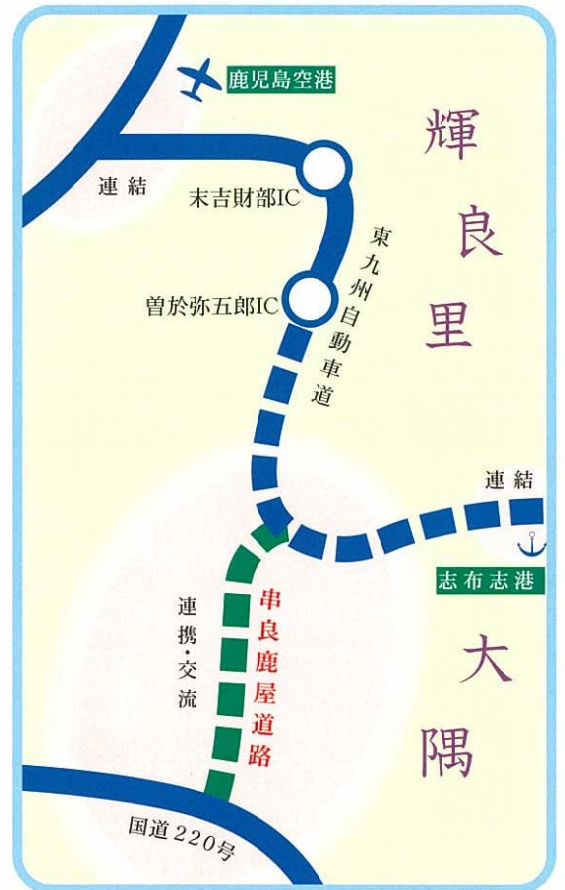 鹿児島空港
連結
末吉財部IC
輝良里
東九州自動車道
曽於弥五郎IC
連結
志布志港
串良鹿屋道路
連携・交流
大隅
国道220号